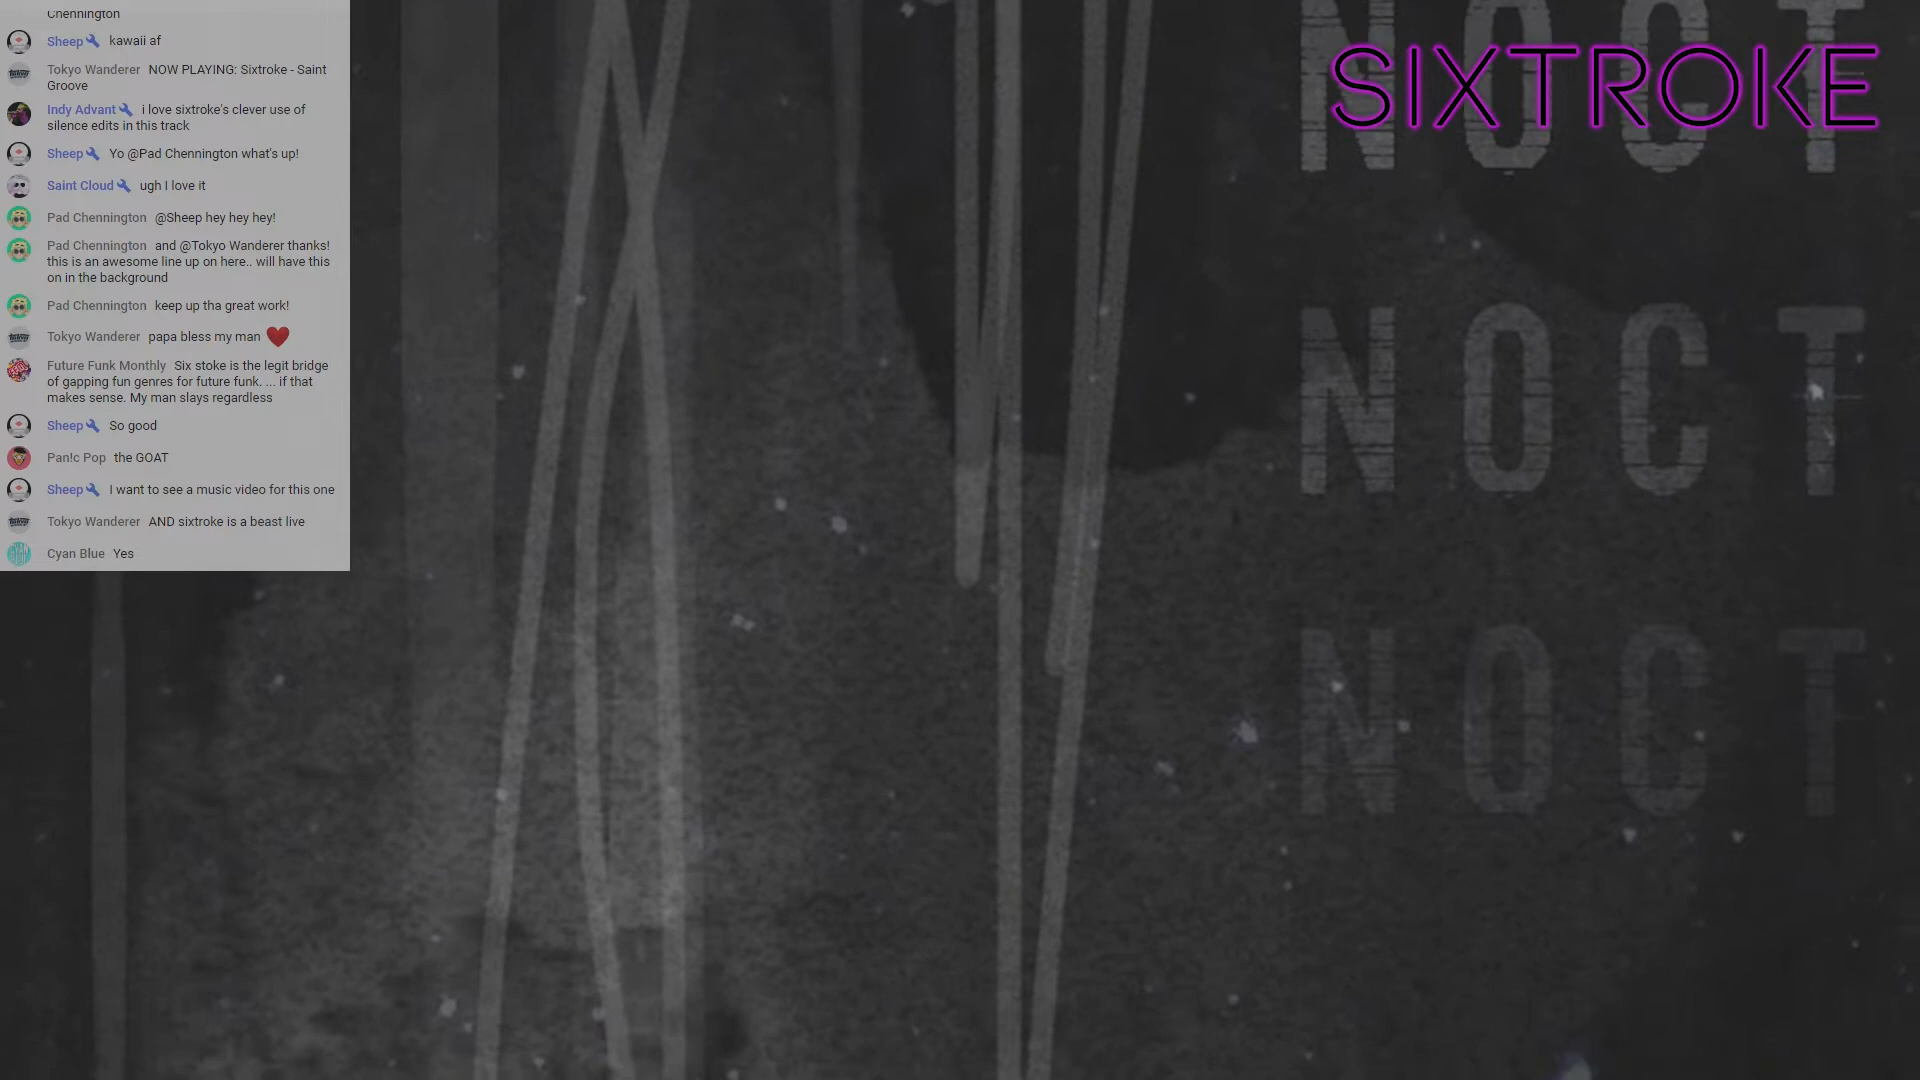 Chennington
Sheep kawaii af
Tokyo Wanderer NOW PLAYING: Sixtroke - Saint
Groove
Indy Advant i love sixtroke's clever use of
silence edits in this track
Sheep Yo @Pad Chennington what's up!
Saint Cloud ugh I love it
Pad Chennington @Sheep hey hey hey!
Pad Chennington and @Tokyo Wanderer thanks!
this is an awesome line up on here.. will have this
on in the background
Pad Chennington keep up tha great work!
Tokyo Wanderer papa bless my man ❤
Future Funk Monthly Six stoke is the legit bridge
of gapping fun genres for future funk. ... if that
makes sense. My man slays regardless
Sheep So good
Pan!c Pop the GOAT
Sheep I want to see a music video for this one
Tokyo Wanderer AND sixtroke is a beast live
Cyan Blue Yes
NOCT
SIXTROKE
NOCT
NOCT